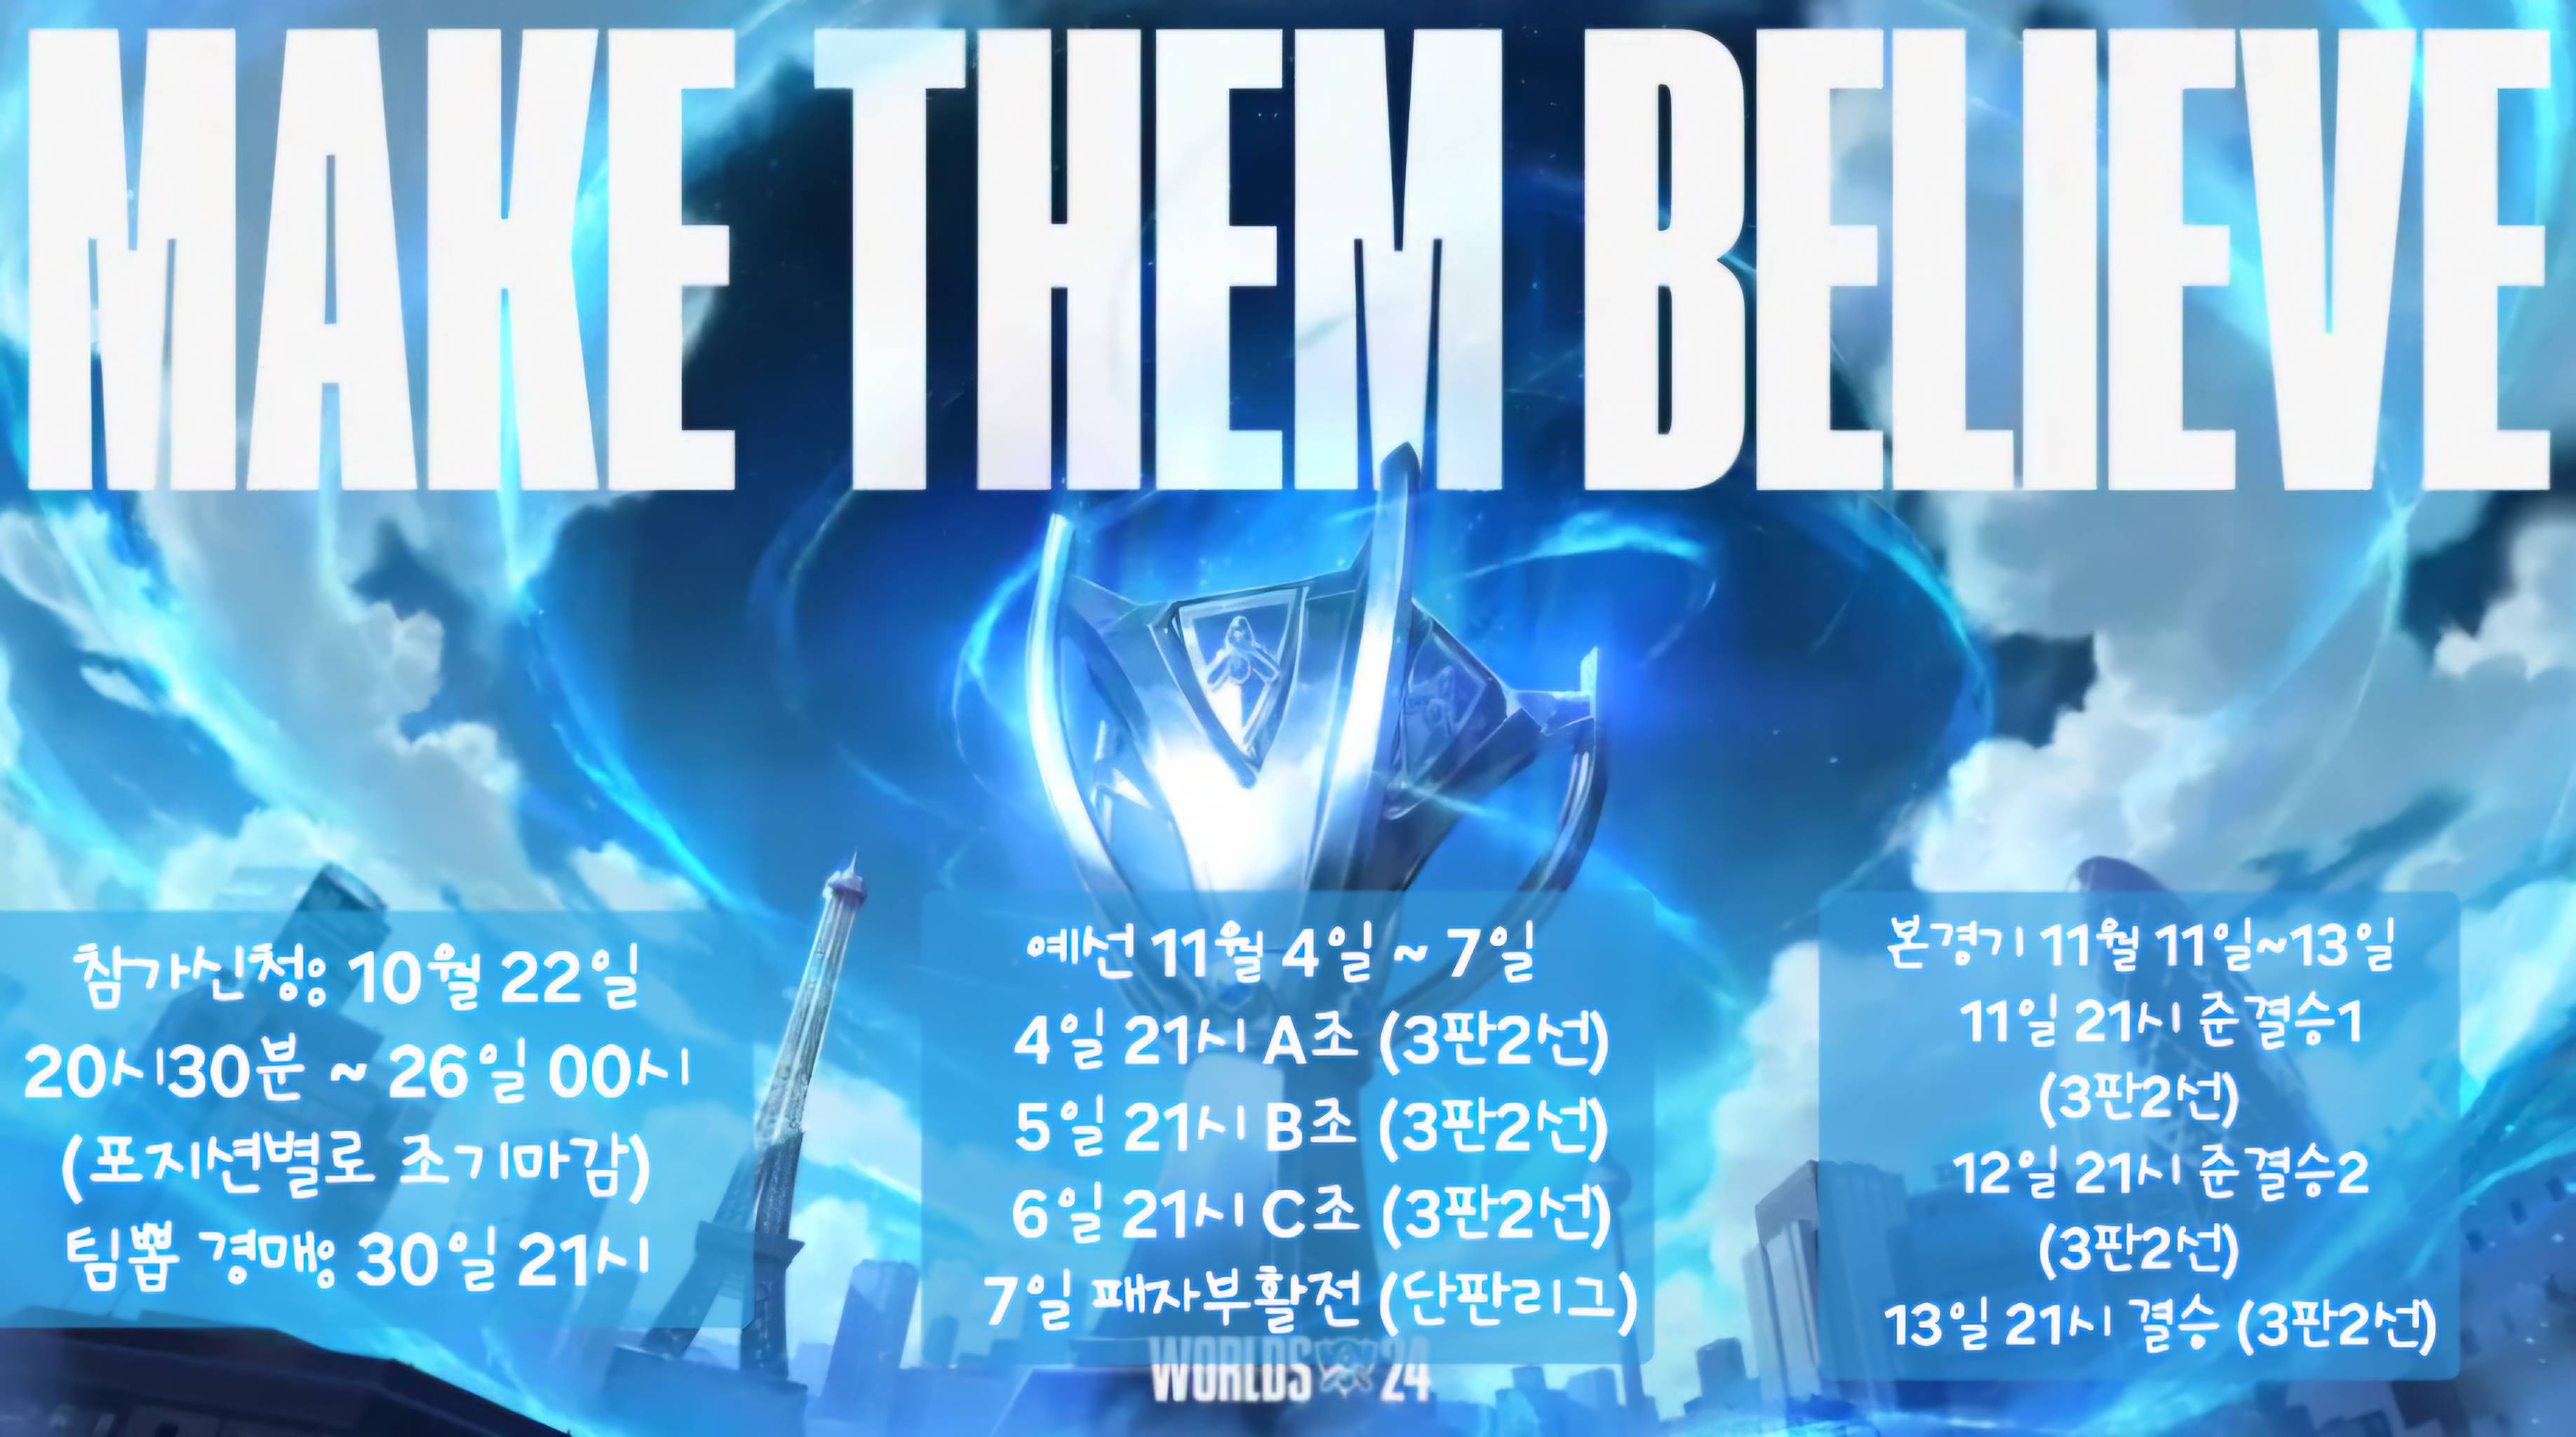 MAKE THEM BELIEVE
참가신청: 10월 22일
20시30분 ~ 26일 00시
(포지션별로 조기마감)
팀뽑 경매: 30일 21시
예선 11월 4일 ~ 7일
4일 21시 A조 (3판2선)
5일 21시 B조 (3판2선)
6일 21시 C조 (3판2선)
7일 패자부활전 (단판리그)
본경기 11월 11일~13일
11일 21시 준결승1
(3판2선)
12일 21시 준결승2
(3판2선)
13일 21시 결승 (3판2선)
WORLDS 24